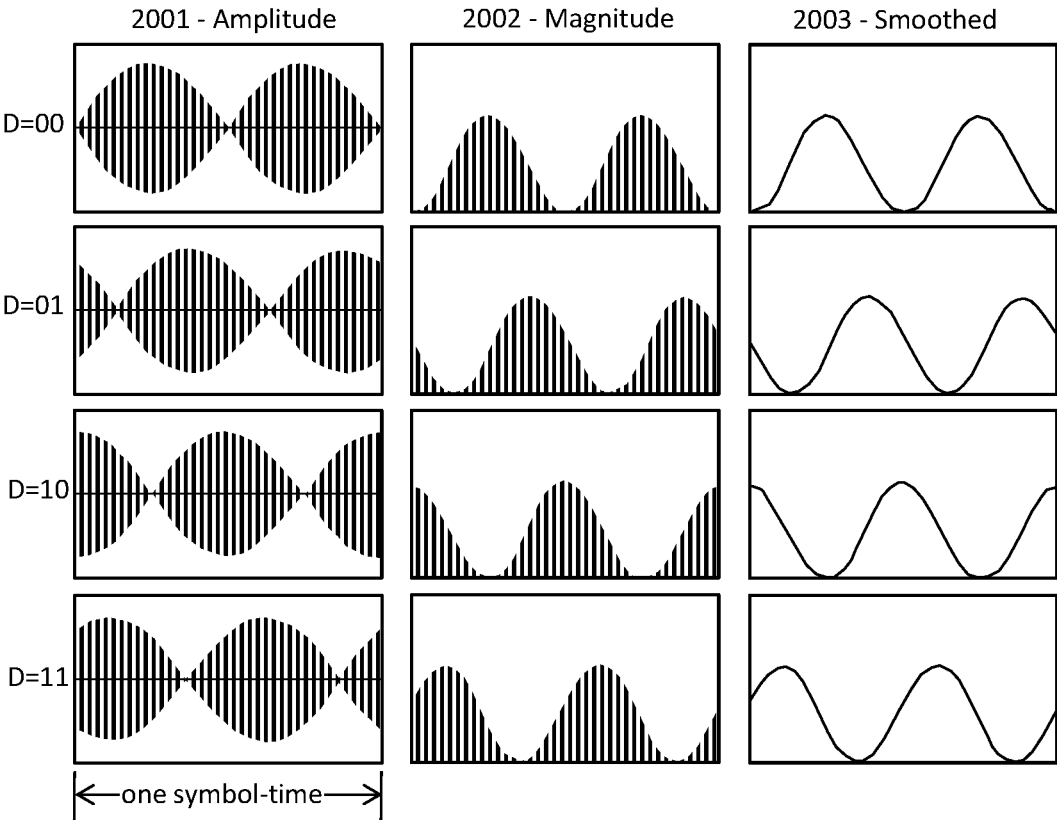 2001 - Amplitude
2002 - Magnitude
2003 - Smoothed
D=00
D=01
D=10
D=11
one symbol-time